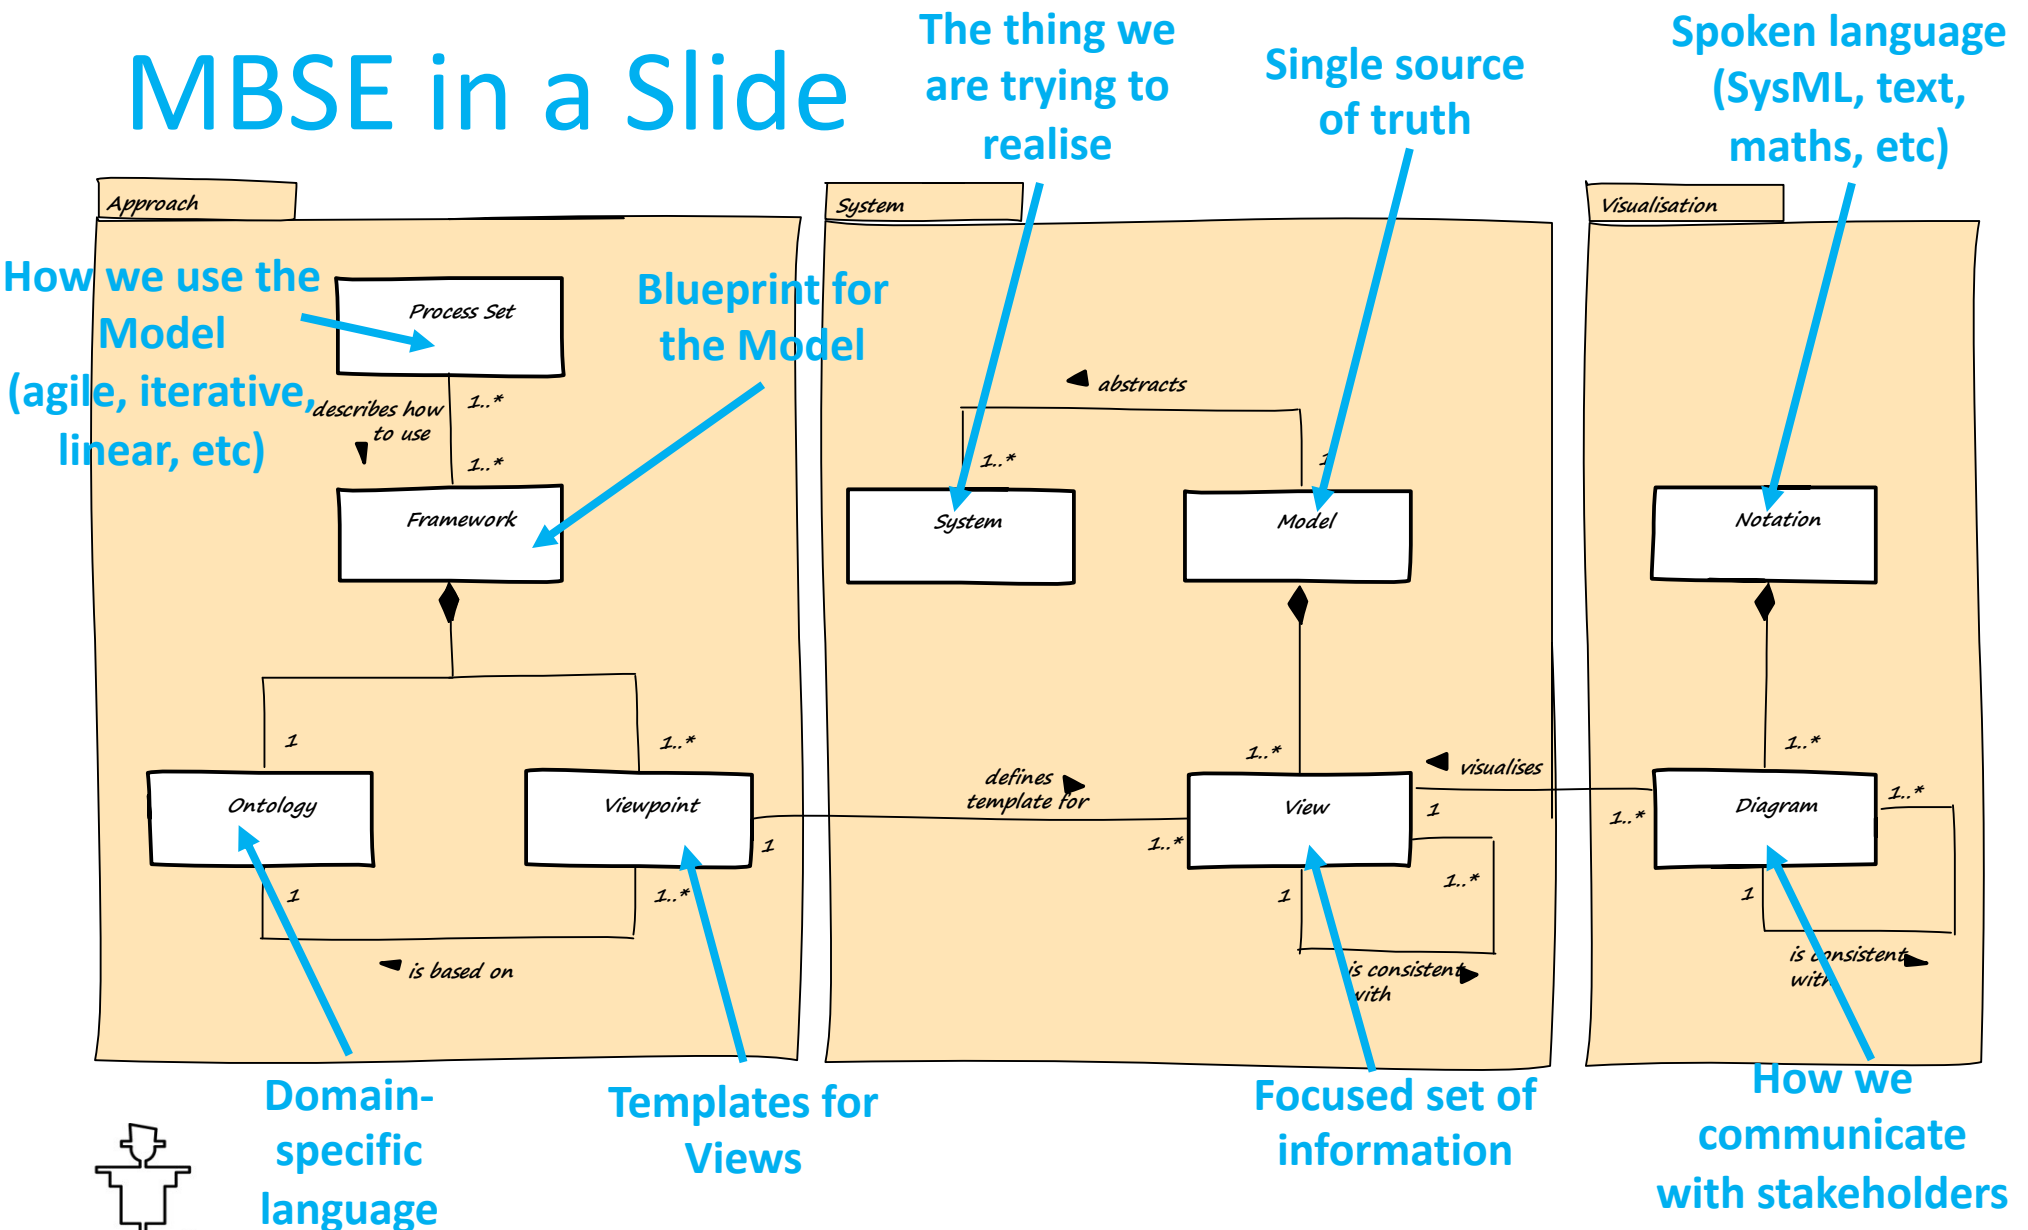 MBSE in a Slide
The thing we
are trying to
realise
Single source
of truth
Spoken language
(SysML, text,
maths, etc)
Approach
How we use the
Model
(agile, iterative,
linear, etc)
Process Set
Blueprint for
the Model
describes how
to use
1..*
1..*
Framework
1
1..*
Ontology
Viewpoint
1
1..*
is based on
1
System
abstracts
1..*
1
System
Model
1..*
defines
template for
1..*
View
visualises
1
1..*
1
1..*
is consistent
with
Visualisation
Notation
1..*
Diagram
1..*
1
is consistent
with
Domain-
specific
language
Templates for
Views
Focused set of
information
How we
communicate
with stakeholders